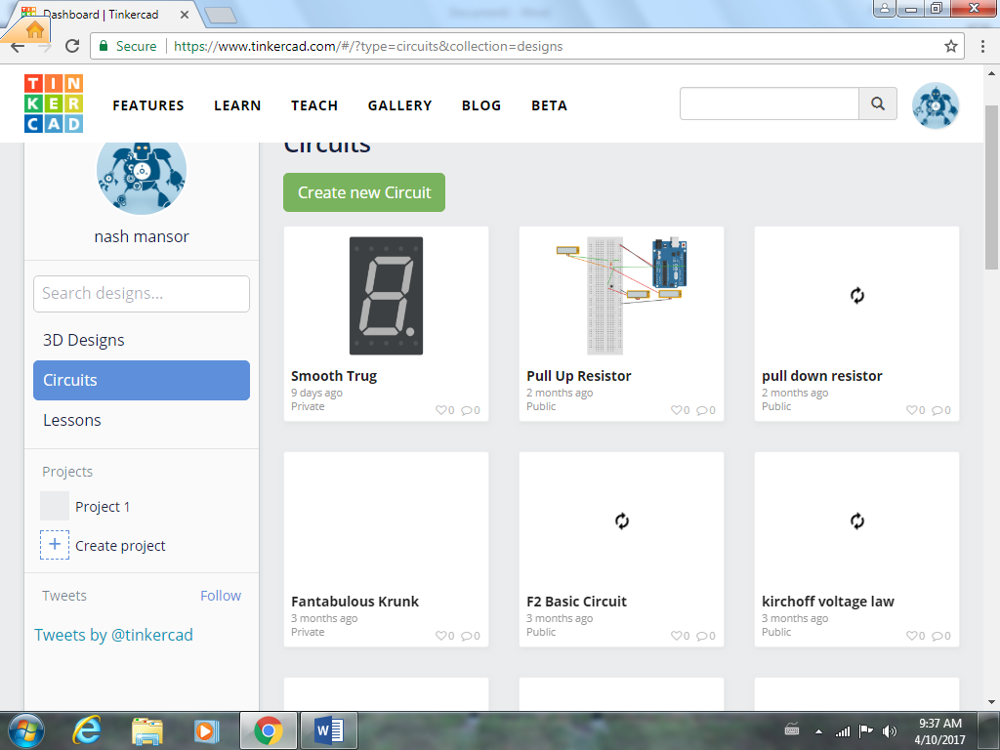 Dashboard | Tinkercad
Secure https://www.tinkercad.com/#/?type=circuits&collection=designs
TIN
KER
CAD
FEATURES LEARN TEACH GALLERY BLOG BETA
Circuits
Create new Circuit
nash mansor
Search designs...
3D Designs
Circuits
Lessons
Projects
Project 1
Create project
Tweets Follow
Tweets by @tinkercad
Smooth Trug
9 days ago
Private
0 0
Pull Up Resistor
2 months ago
Public
0 0
pull down resistor
2 months ago
Public
0 0
Fantabulous Krunk
3 months ago
Private
0 0
F2 Basic Circuit
3 months ago
Public
0 0
kirchoff voltage law
3 months ago
Public
0 0
9:37 AM
4/10/2017